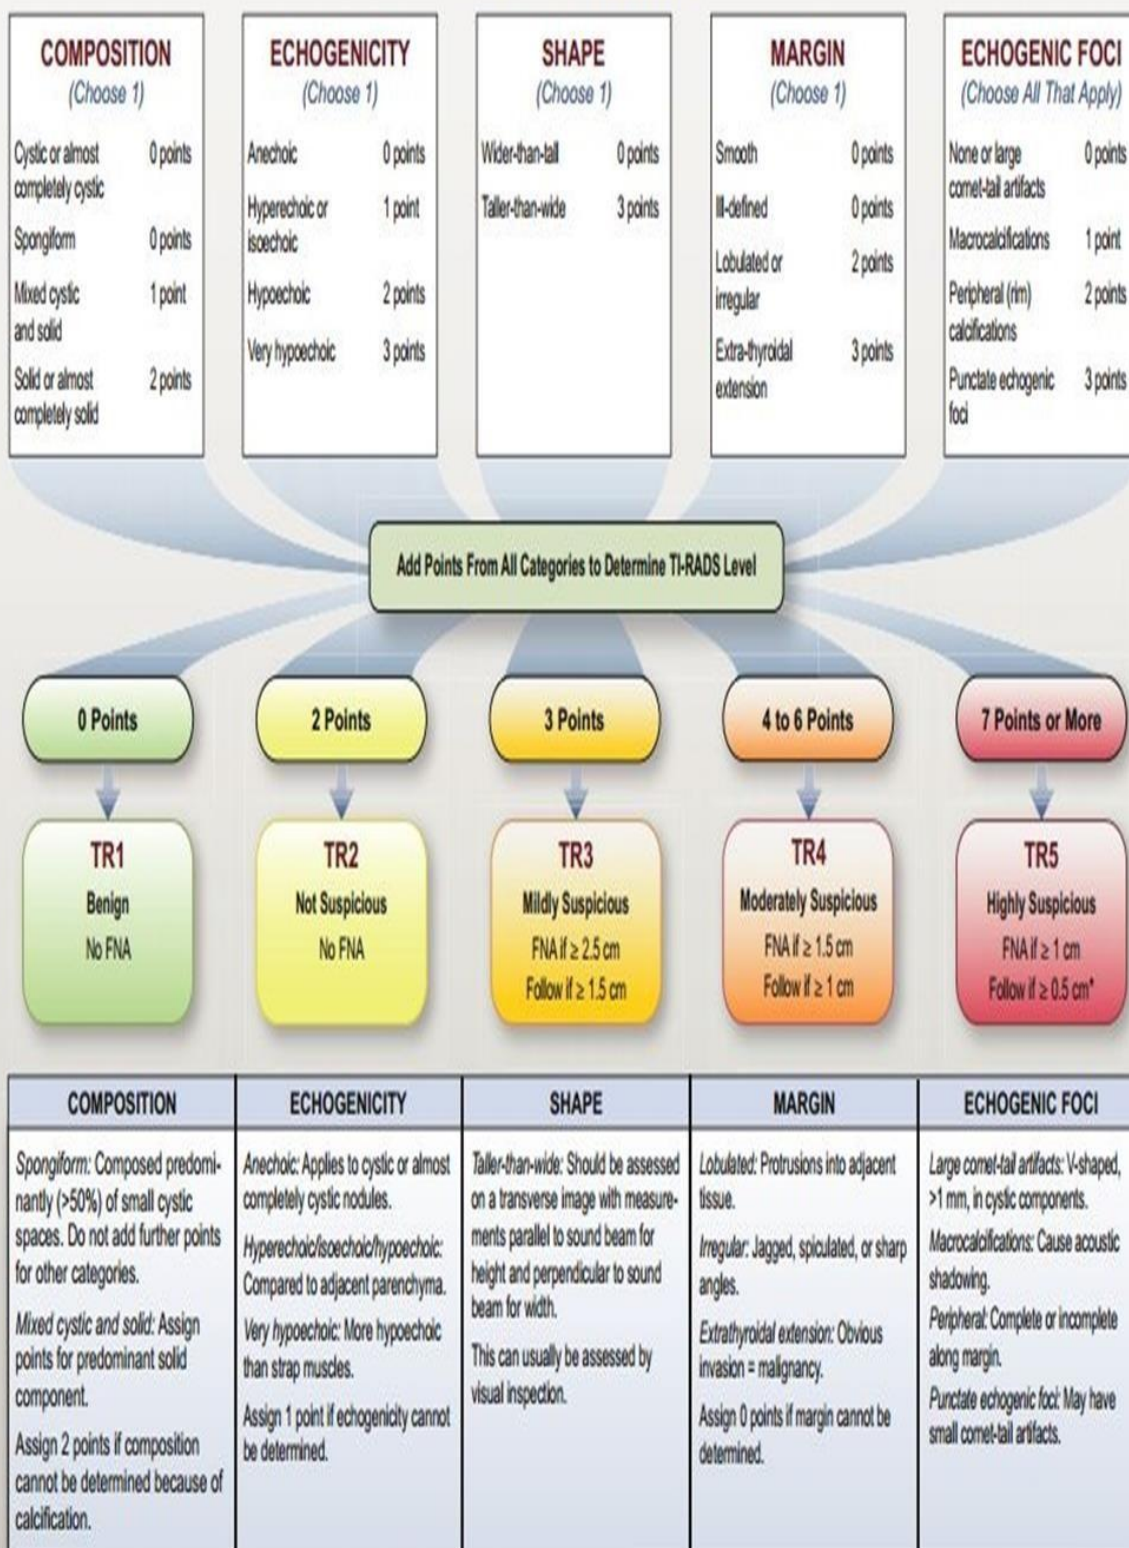 COMPOSITION
(Choose 1)
Cystic or almost 0 points
completely cystic
Spongiform 0 points
Mixed cystic 1 point
and solid
Solid or almost 2 points
completely solid
ECHOGENICITY
(Choose 1)
Anechoic 0 points
Hyperechoic or 1 point
isoechoic
Hypoechoic 2 points
Very hypoechoic 3 points
SHAPE
(Choose 1)
Wider-than-tall 0 points
Taller-than-wide 3 points
MARGIN
(Choose 1)
Smooth 0 points
Ill-defined 0 points
Lobulated or 2 points
irregular
Extra-thyroidal 3 points
extension
ECHOGENIC FOCI
(Choose All That Apply)
None or large 0 points
comet-tail artifacts
Macrocalcifications 1 point
Peripheral (rim) 2 points
calcifications
Punctate echogenic 3 points
foci
Add Points From All Categories to Determine TI-RADS Level
0 Points
2 Points
3 Points
4 to 6 Points
7 Points or More
TR1
Benign
No FNA
TR2
Not Suspicious
No FNA
TR3
Mildly Suspicious
FNA if ≥ 2.5 cm
Follow if ≥ 1.5 cm
TR4
Moderately Suspicious
FNA if ≥ 1.5 cm
Follow if ≥ 1 cm
TR5
Highly Suspicious
FNA if ≥ 1 cm
Follow if ≥ 0.5 cm*
COMPOSITION
Spongiform: Composed predomi-
nantly (>50%) of small cystic
spaces. Do not add further points
for other categories.
Mixed cystic and solid: Assign
points for predominant solid
component.
Assign 2 points if composition
cannot be determined because of
calcification.
ECHOGENICITY
Anechoic: Applies to cystic or almost
completely cystic nodules.
Hyperechoic/isoechoic/hypoechoic:
Compared to adjacent parenchyma.
Very hypoechoic: More hypoechoic
than strap muscles.
Assign 1 point if echogenicity cannot
be determined.
SHAPE
Taller-than-wide: Should be assessed
on a transverse image with measure-
ments parallel to sound beam for
height and perpendicular to sound
beam for width.
This can usually be assessed by
visual inspection.
MARGIN
Lobulated: Protrusions into adjacent
tissue.
Irregular: Jagged, spiculated, or sharp
angles.
Extrathyroidal extension: Obvious
invasion = malignancy.
Assign 0 points if margin cannot be
determined.
ECHOGENIC FOCI
Large comet-tail artifacts: V-shaped,
>1 mm, in cystic components.
Macrocalcifications: Cause acoustic
shadowing.
Peripheral: Complete or incomplete
along margin.
Punctate echogenic foci: May have
small comet-tail artifacts.